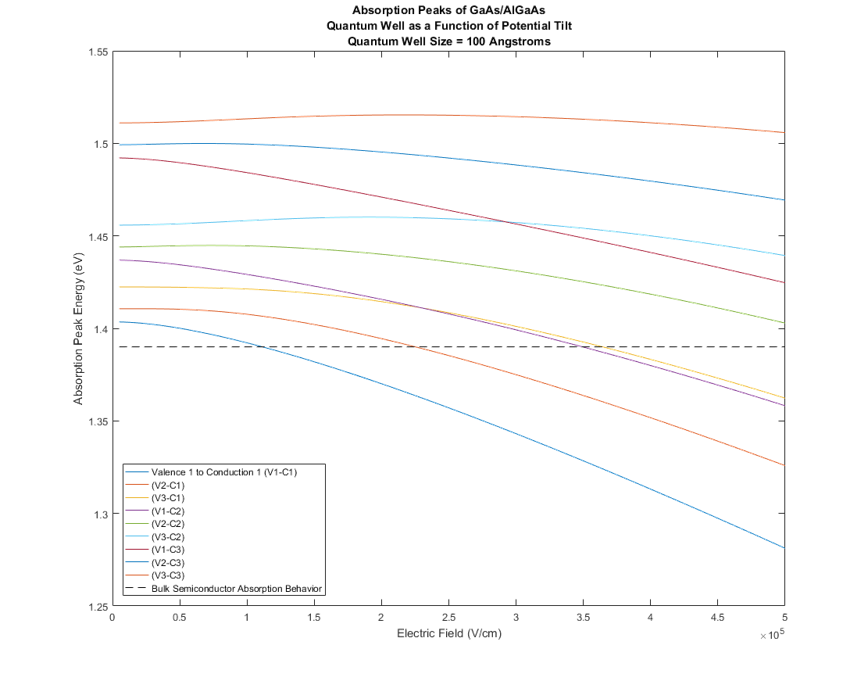 Absorption Peaks of GaAs/AlGaAs
Quantum Well as a Function of Potential Tilt
Quantum Well Size = 100 Angstroms
1.55
1.5
1.45
1.4
1.35
1.3
1.25
Absorption Peak Energy (eV)
Valence 1 to Conduction 1 (V1-C1)
(V2-C1)
(V3-C1)
(V1-C2)
(V2-C2)
(V3-C2)
(V1-C3)
(V2-C3)
(V3-C3)
Bulk Semiconductor Absorption Behavior
0 0.5 1 1.5 2 2.5 3 3.5 4 4.5 5
Electric Field (V/cm)
×10⁵